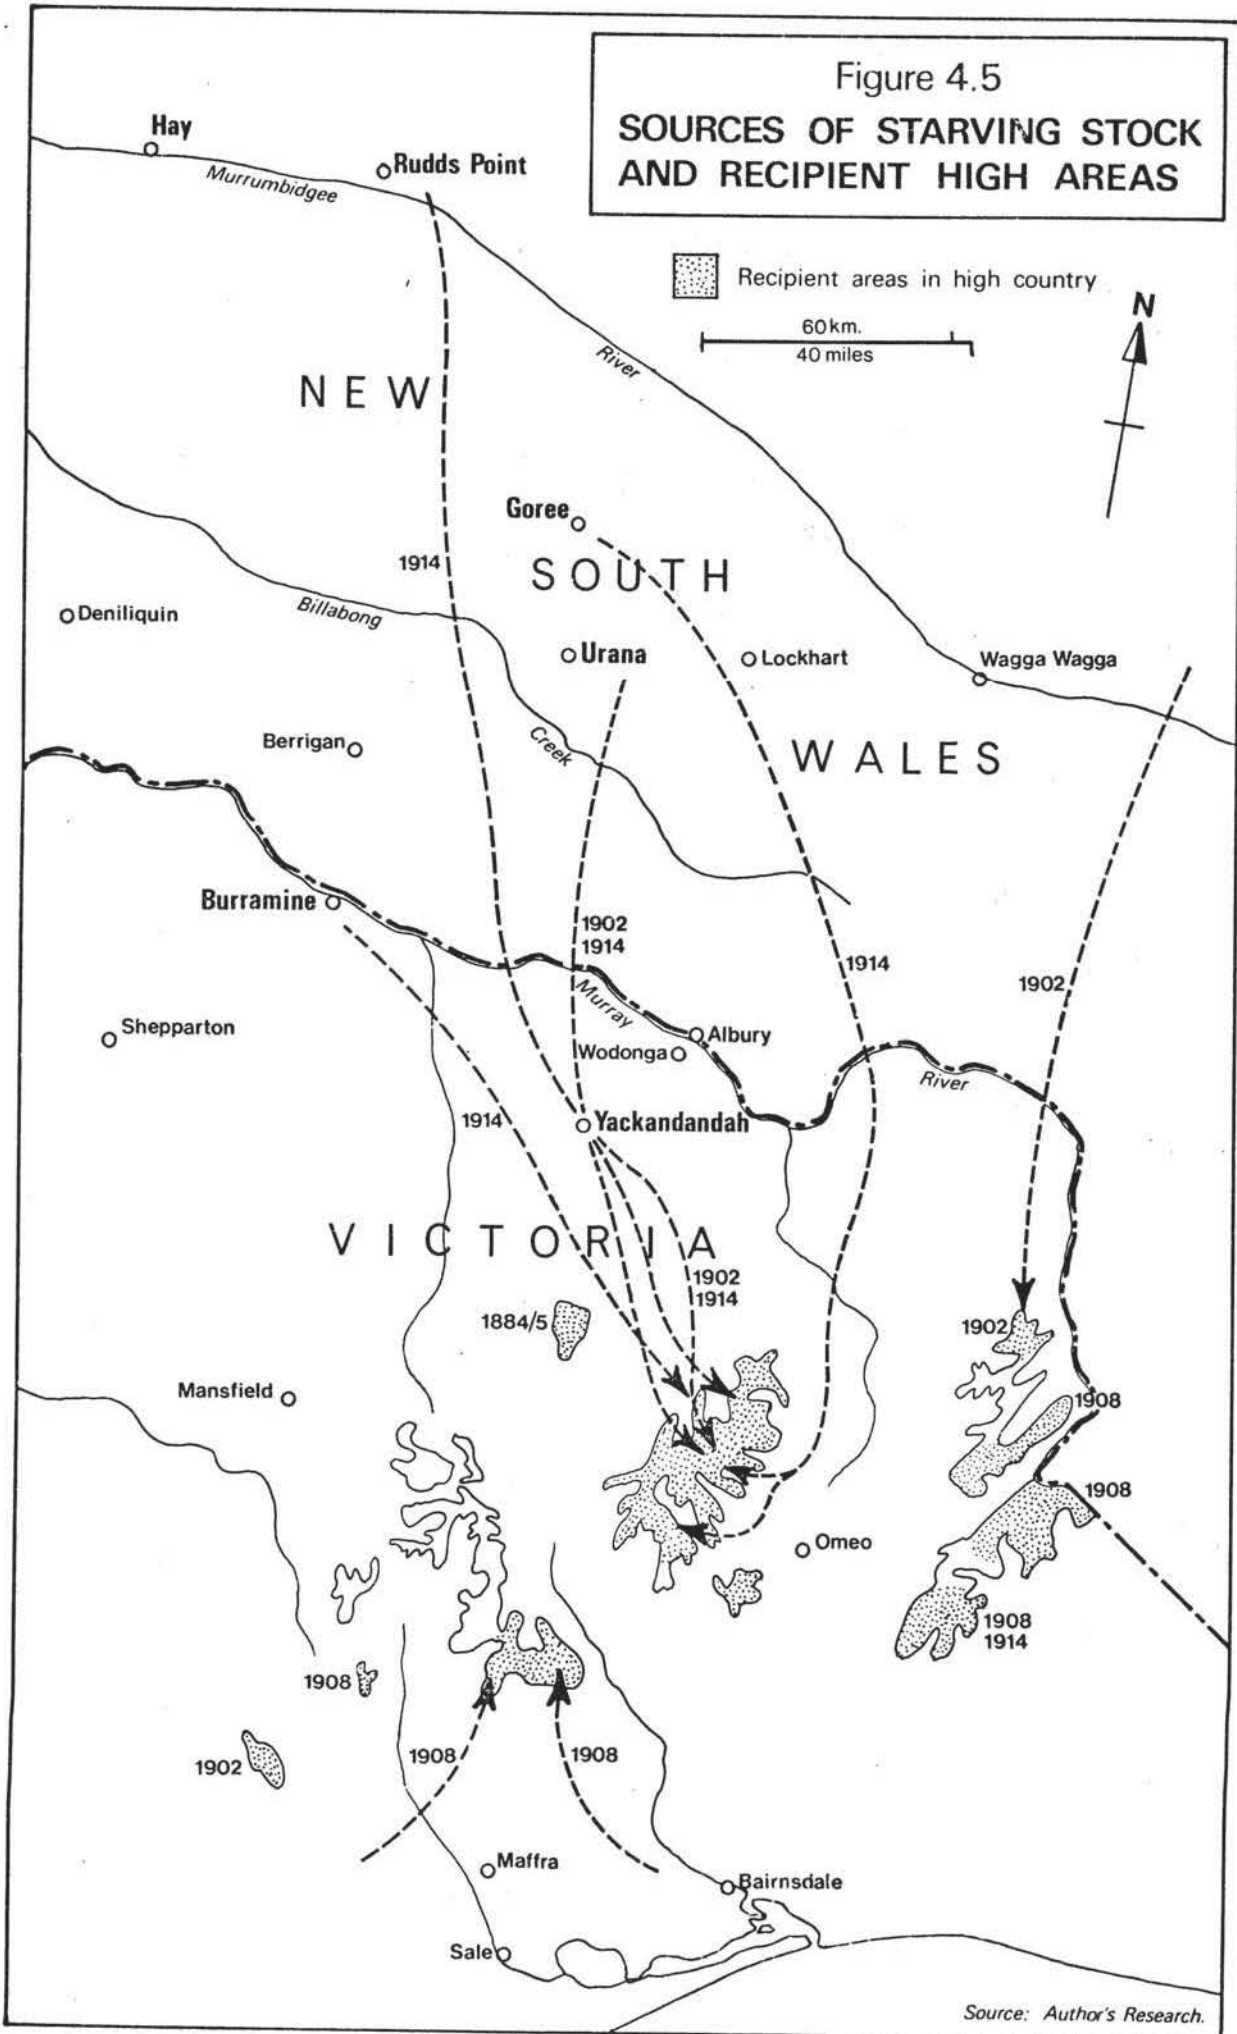 Figure 4.5
SOURCES OF STARVING STOCK
AND RECIPIENT HIGH AREAS
Recipient areas in high country
60 km.
40 miles
N
Hay
Rudds Point
Murrumbidgee
River
NEW
Goree
1914
SOUTH
Billabong
Deniliquin
Urana
Lockhart
Wagga Wagga
Berrigan
Creek
WALES
Burramine
1902
1914
1914
1902
Shepparton
Murray
Albury
Wodonga
River
1914
Yackandandah
VICTORIA
1902
1914
1884/5
1902
Mansfield
1908
1908
Omeo
1908
1914
1908
1908
1908
1902
Maffra
Bairnsdale
Sale
Source: Author's Research.